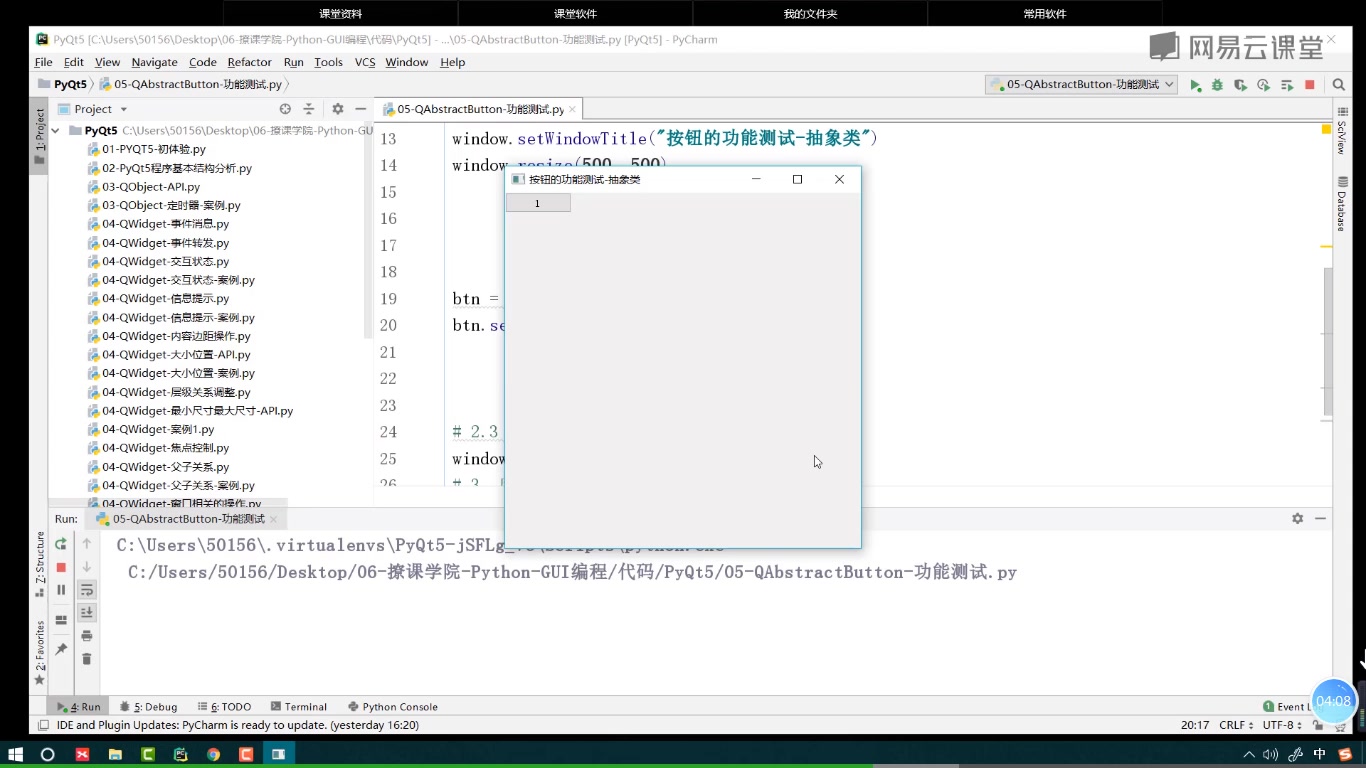 课堂资料 课堂软件 我的文件夹 常用软件
PyQt5 [C:\Users\50156\Desktop\06-撩课学院-Python-GUI编程\代码\PyQt5] - ...\05-QAbstractButton-功能测试.py [PyQt5] - PyCharm
网易云课堂
File Edit View Navigate Code Refactor Run Tools VCS Window Help
PyQt5 05-QAbstractButton-功能测试.py
05-QAbstractButton-功能测试
Project
05-QAbstractButton-功能测试.py
1: Project
SciView
Database
PyQt5 C:\Users\50156\Desktop\06-撩课学院-Python-GU
01-PYQT5-初体验.py
02-PyQt5程序基本结构分析.py
03-QObject-API.py
03-QObject-定时器-案例.py
04-QWidget-事件消息.py
04-QWidget-事件转发.py
04-QWidget-交互状态.py
04-QWidget-交互状态-案例.py
04-QWidget-信息提示.py
04-QWidget-信息提示-案例.py
04-QWidget-内容边距操作.py
04-QWidget-大小位置-API.py
04-QWidget-大小位置-案例.py
04-QWidget-层级关系调整.py
04-QWidget-最小尺寸最大尺寸-API.py
04-QWidget-案例1.py
04-QWidget-焦点控制.py
04-QWidget-父子关系.py
04-QWidget-父子关系-案例.py
04-QWidget-窗口相关的操作.py
13 window.setWindowTitle("按钮的功能测试-抽象类")
14 window.resize(500, 500)
15
16
17
18
19 btn =
20 btn.se
21
22
23
24 # 2.3
25 window
26 # 3.
按钮的功能测试-抽象类
1
Run: 05-QAbstractButton-功能测试
C:\Users\50156\.virtualenvs\PyQt5-jSFLg_
C:/Users/50156/Desktop/06-撩课学院-Python-GUI编程/代码/PyQt5/05-QAbstractButton-功能测试.py
Z: Structure
2: Favorites
4: Run 5: Debug 6: TODO Terminal Python Console
1 Event L
04:08
IDE and Plugin Updates: PyCharm is ready to update. (yesterday 16:20)
20:17 CRLF UTF-8
中